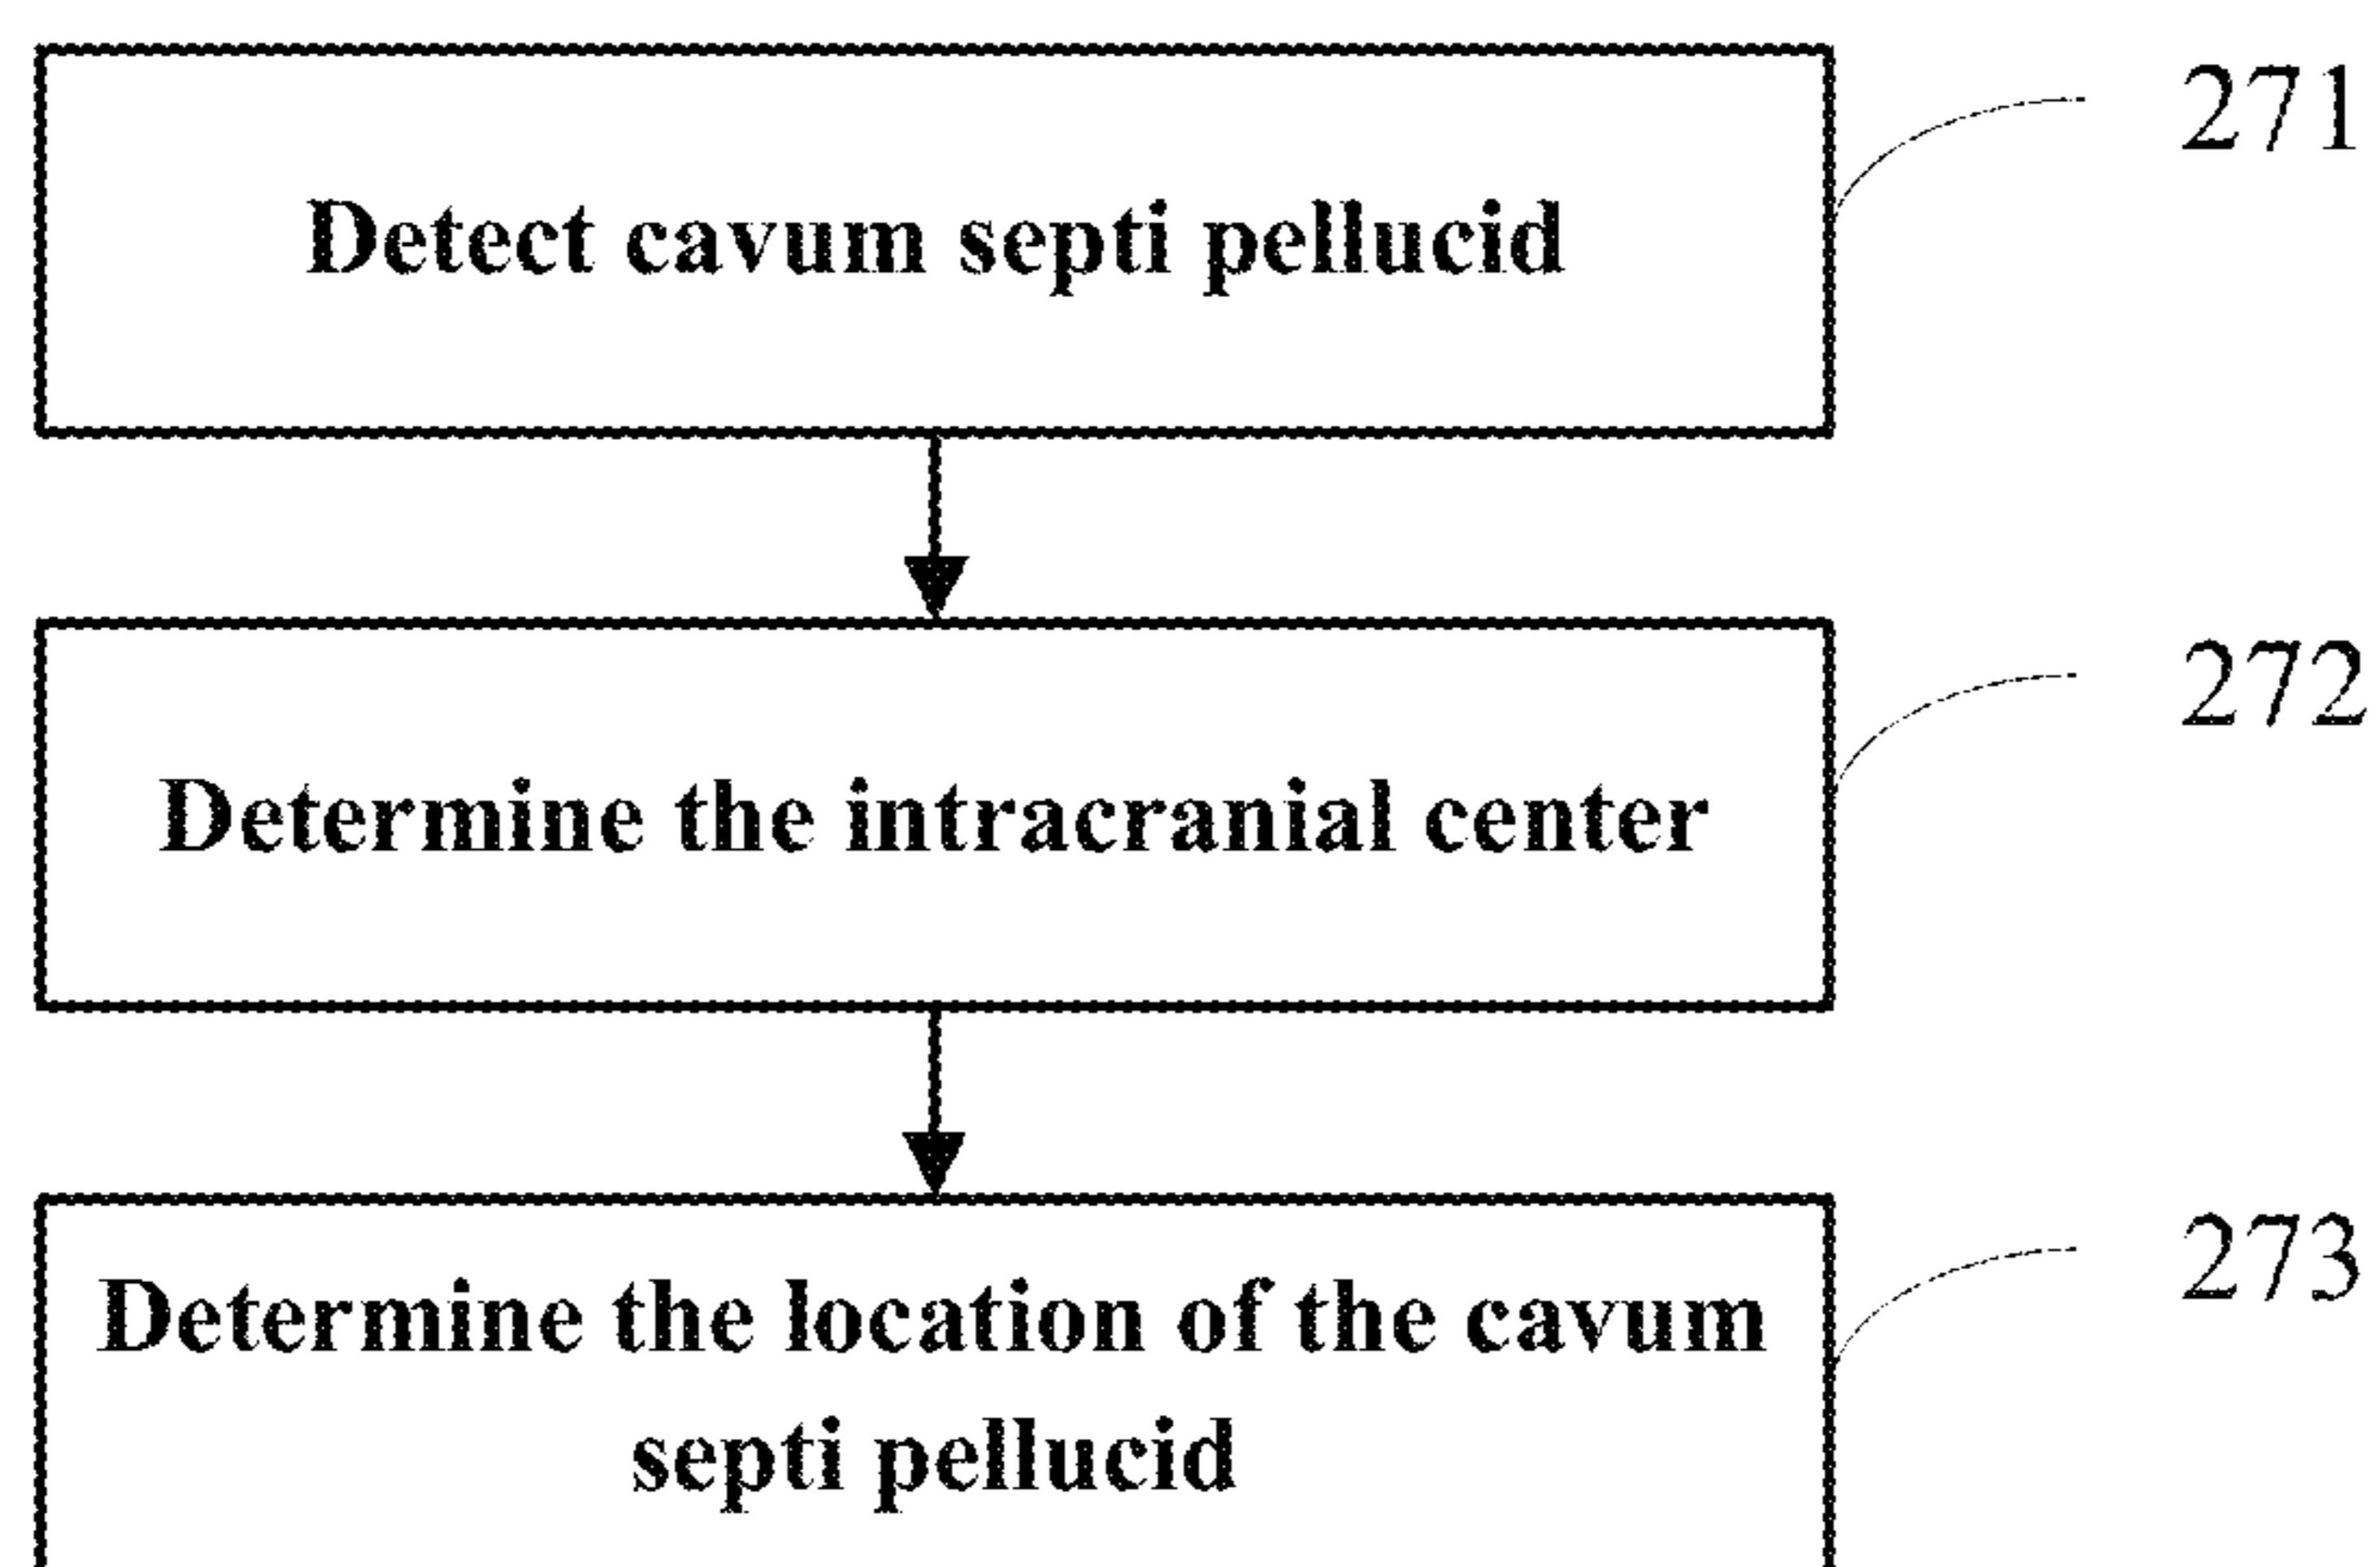 271
Detect cavum septi pellucid
272
Determine the intracranial center
273
Determine the location of the cavum
septi pellucid